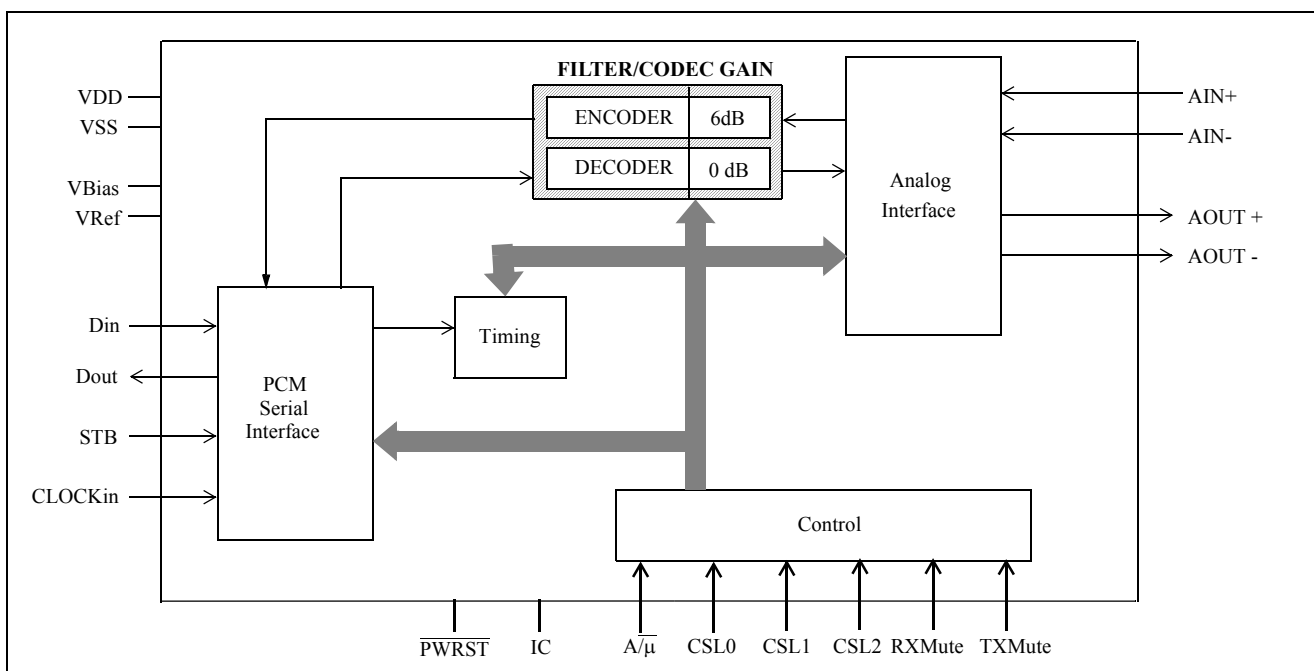 FILTER/CODEC GAIN
VDD
VSS
VBias
VRef
ENCODER 6dB
DECODER 0 dB
Analog
Interface
AIN+
AIN-
AOUT +
AOUT -
Din
Dout
STB
CLOCKin
PCM
Serial
Interface
Timing
Control
PWRST IC A/μ CSL0 CSL1 CSL2 RXMute TXMute